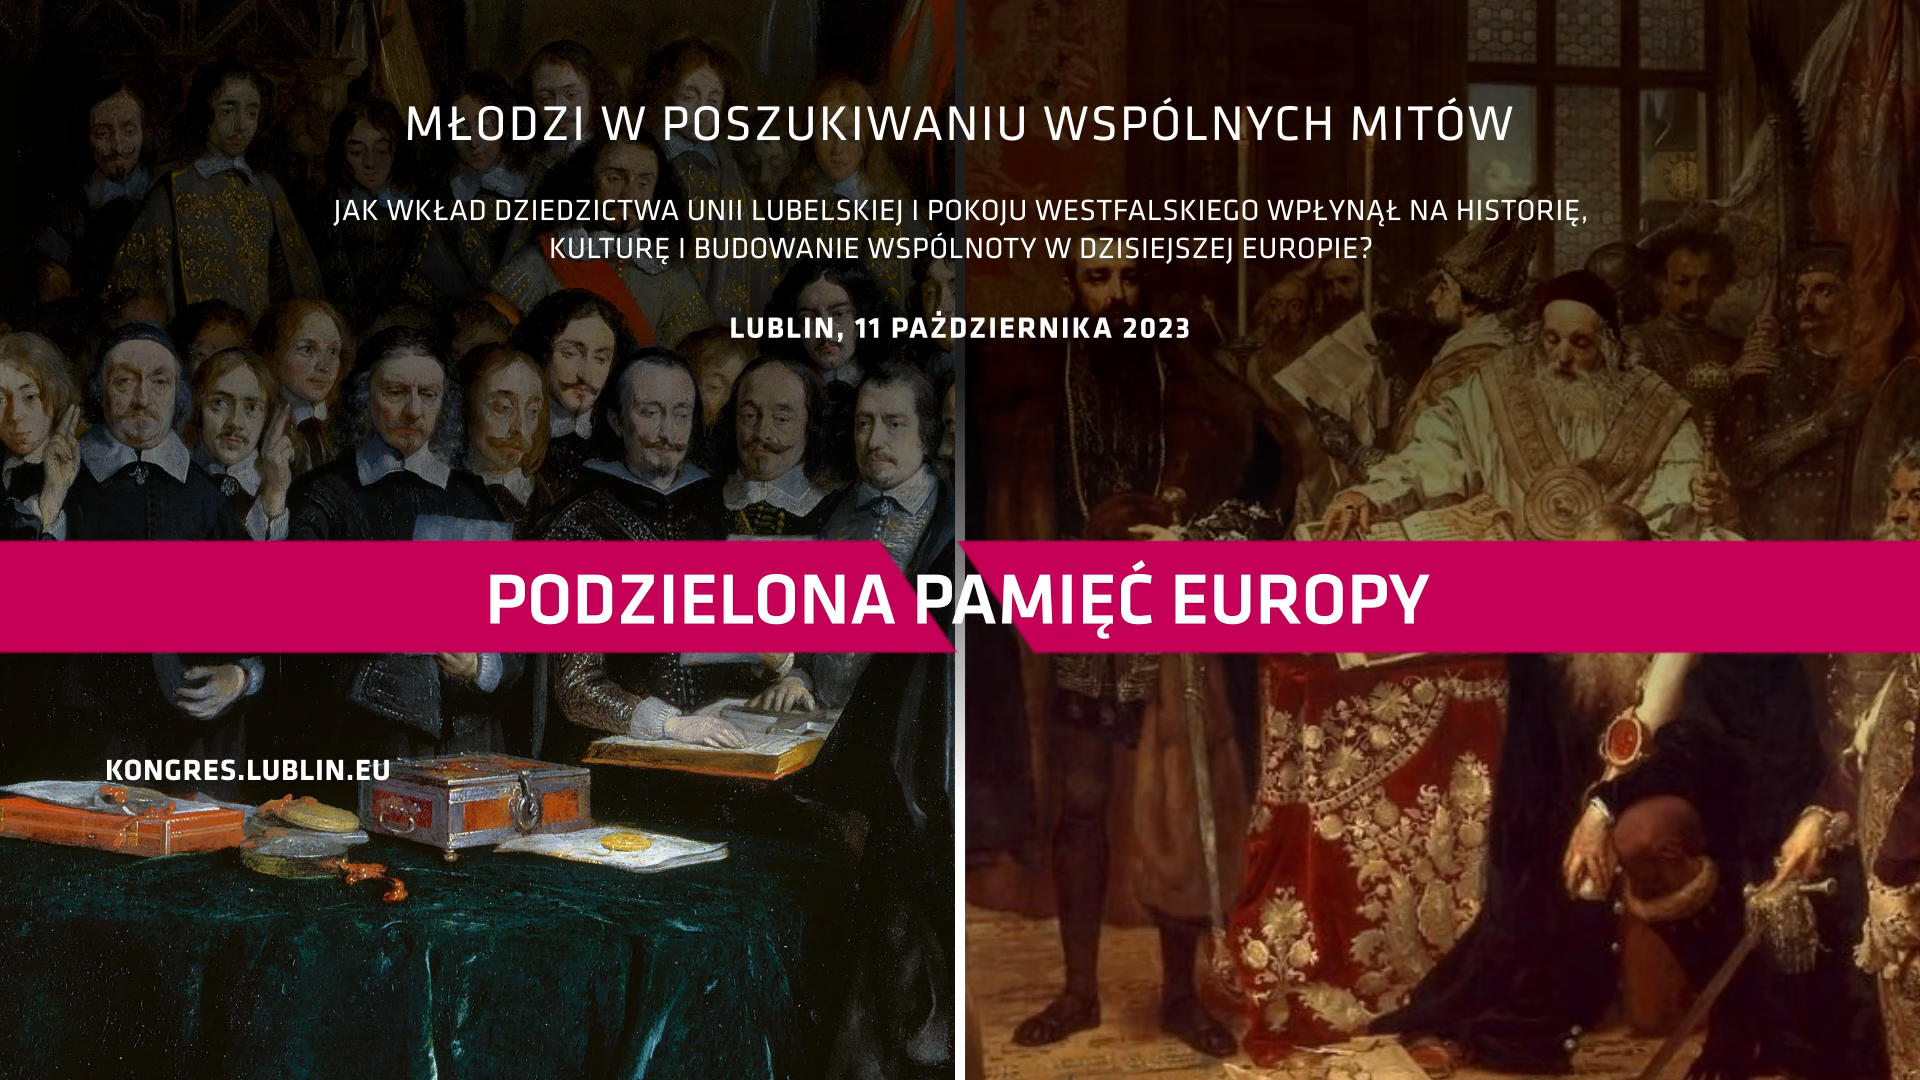 MŁODZI W POSZUKIWANIU WSPÓLNYCH MITÓW
JAK WKŁAD DZIEDZICTWA UNII LUBELSKIEJ I POKOJU WESTFALSKIEGO WPŁYNĄŁ NA HISTORIĘ,
KULTURĘ I BUDOWANIE WSPÓLNOTY W DZISIEJSZEJ EUROPIE?
LUBLIN, 11 PAŻDZIERNIKA 2023
PODZIELONA PAMIĘĆ EUROPY
KONGRES.LUBLIN.EU